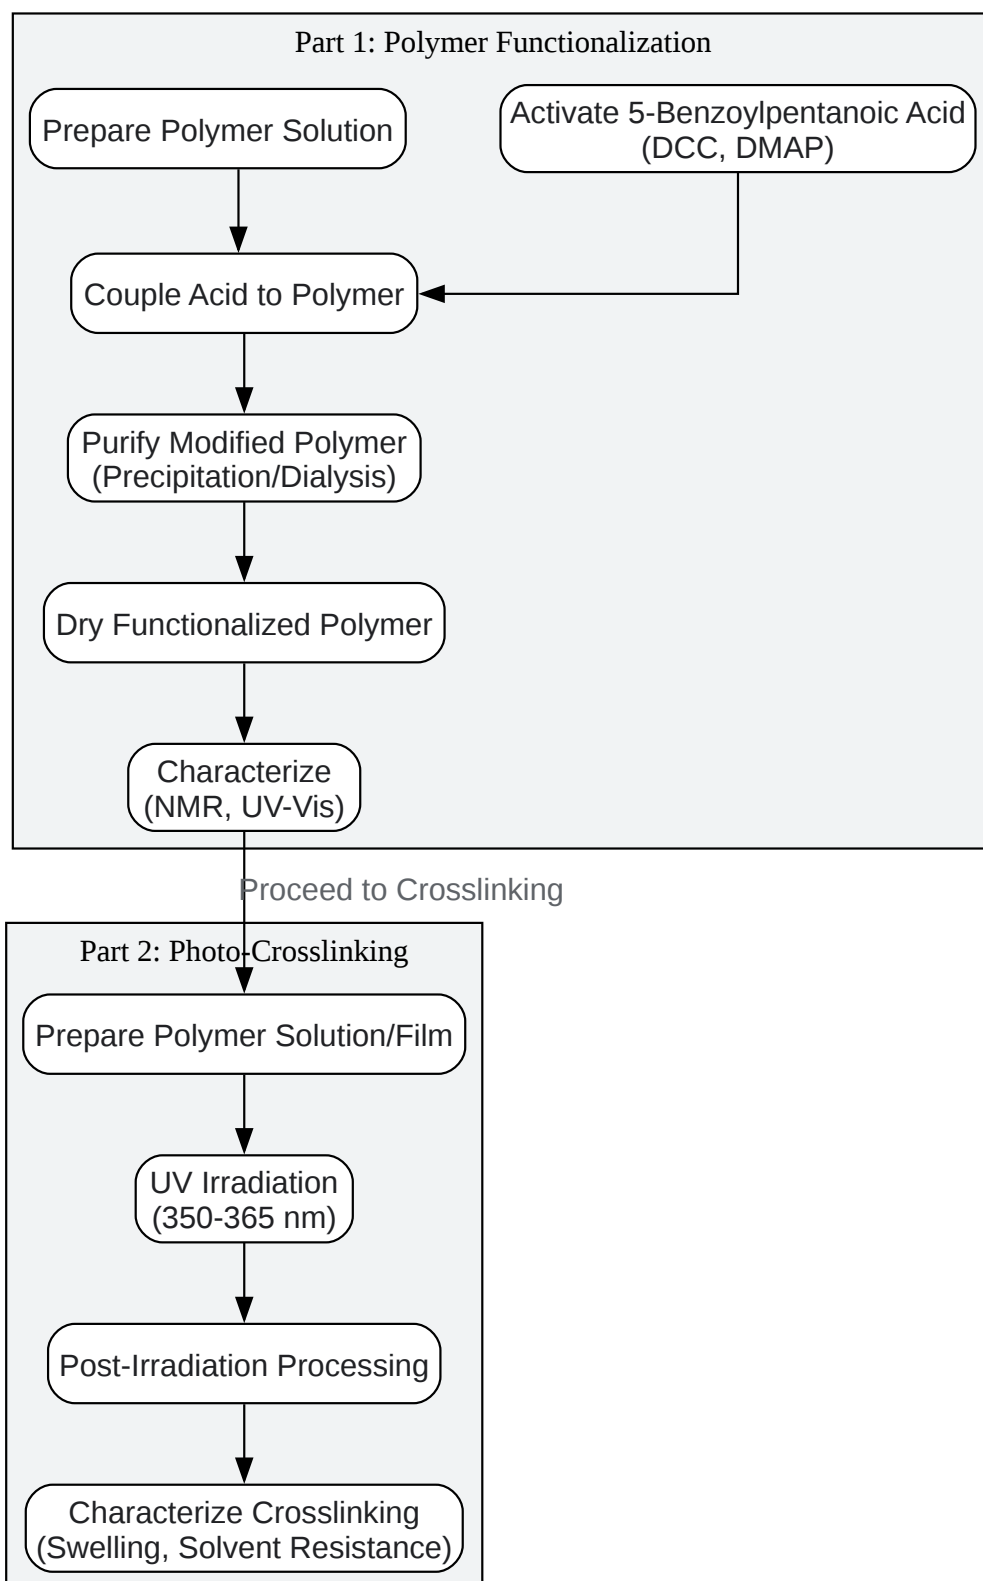 Part 1: Polymer Functionalization
Prepare Polymer Solution
Activate 5-Benzoylpentanoic Acid
(DCC, DMAP)
Couple Acid to Polymer
Purify Modified Polymer
(Precipitation/Dialysis)
Dry Functionalized Polymer
Characterize
(NMR, UV-Vis)
Proceed to Crosslinking
Part 2: Photo-Crosslinking
Prepare Polymer Solution/Film
UV Irradiation
(350-365 nm)
Post-Irradiation Processing
Characterize Crosslinking
(Swelling, Solvent Resistance)